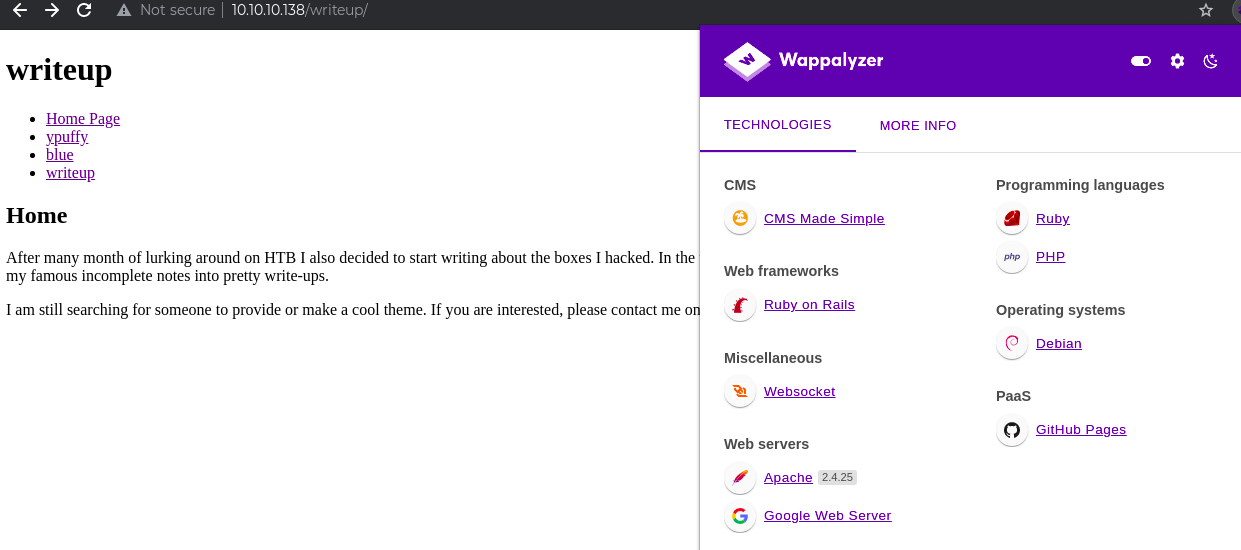 Not secure | 10.10.10.138/writeup/
writeup
Home Page
ypuffy
blue
writeup
Home
After many month of lurking around on HTB I also decided to start writing about the boxes I hacked. In the
my famous incomplete notes into pretty write-ups.
I am still searching for someone to provide or make a cool theme. If you are interested, please contact me on
Wappalyzer
TECHNOLOGIES
MORE INFO
CMS
CMS Made Simple
Web frameworks
Ruby on Rails
Miscellaneous
Websocket
Web servers
Apache 2.4.25
Google Web Server
Programming languages
Ruby
php PHP
Operating systems
Debian
PaaS
GitHub Pages